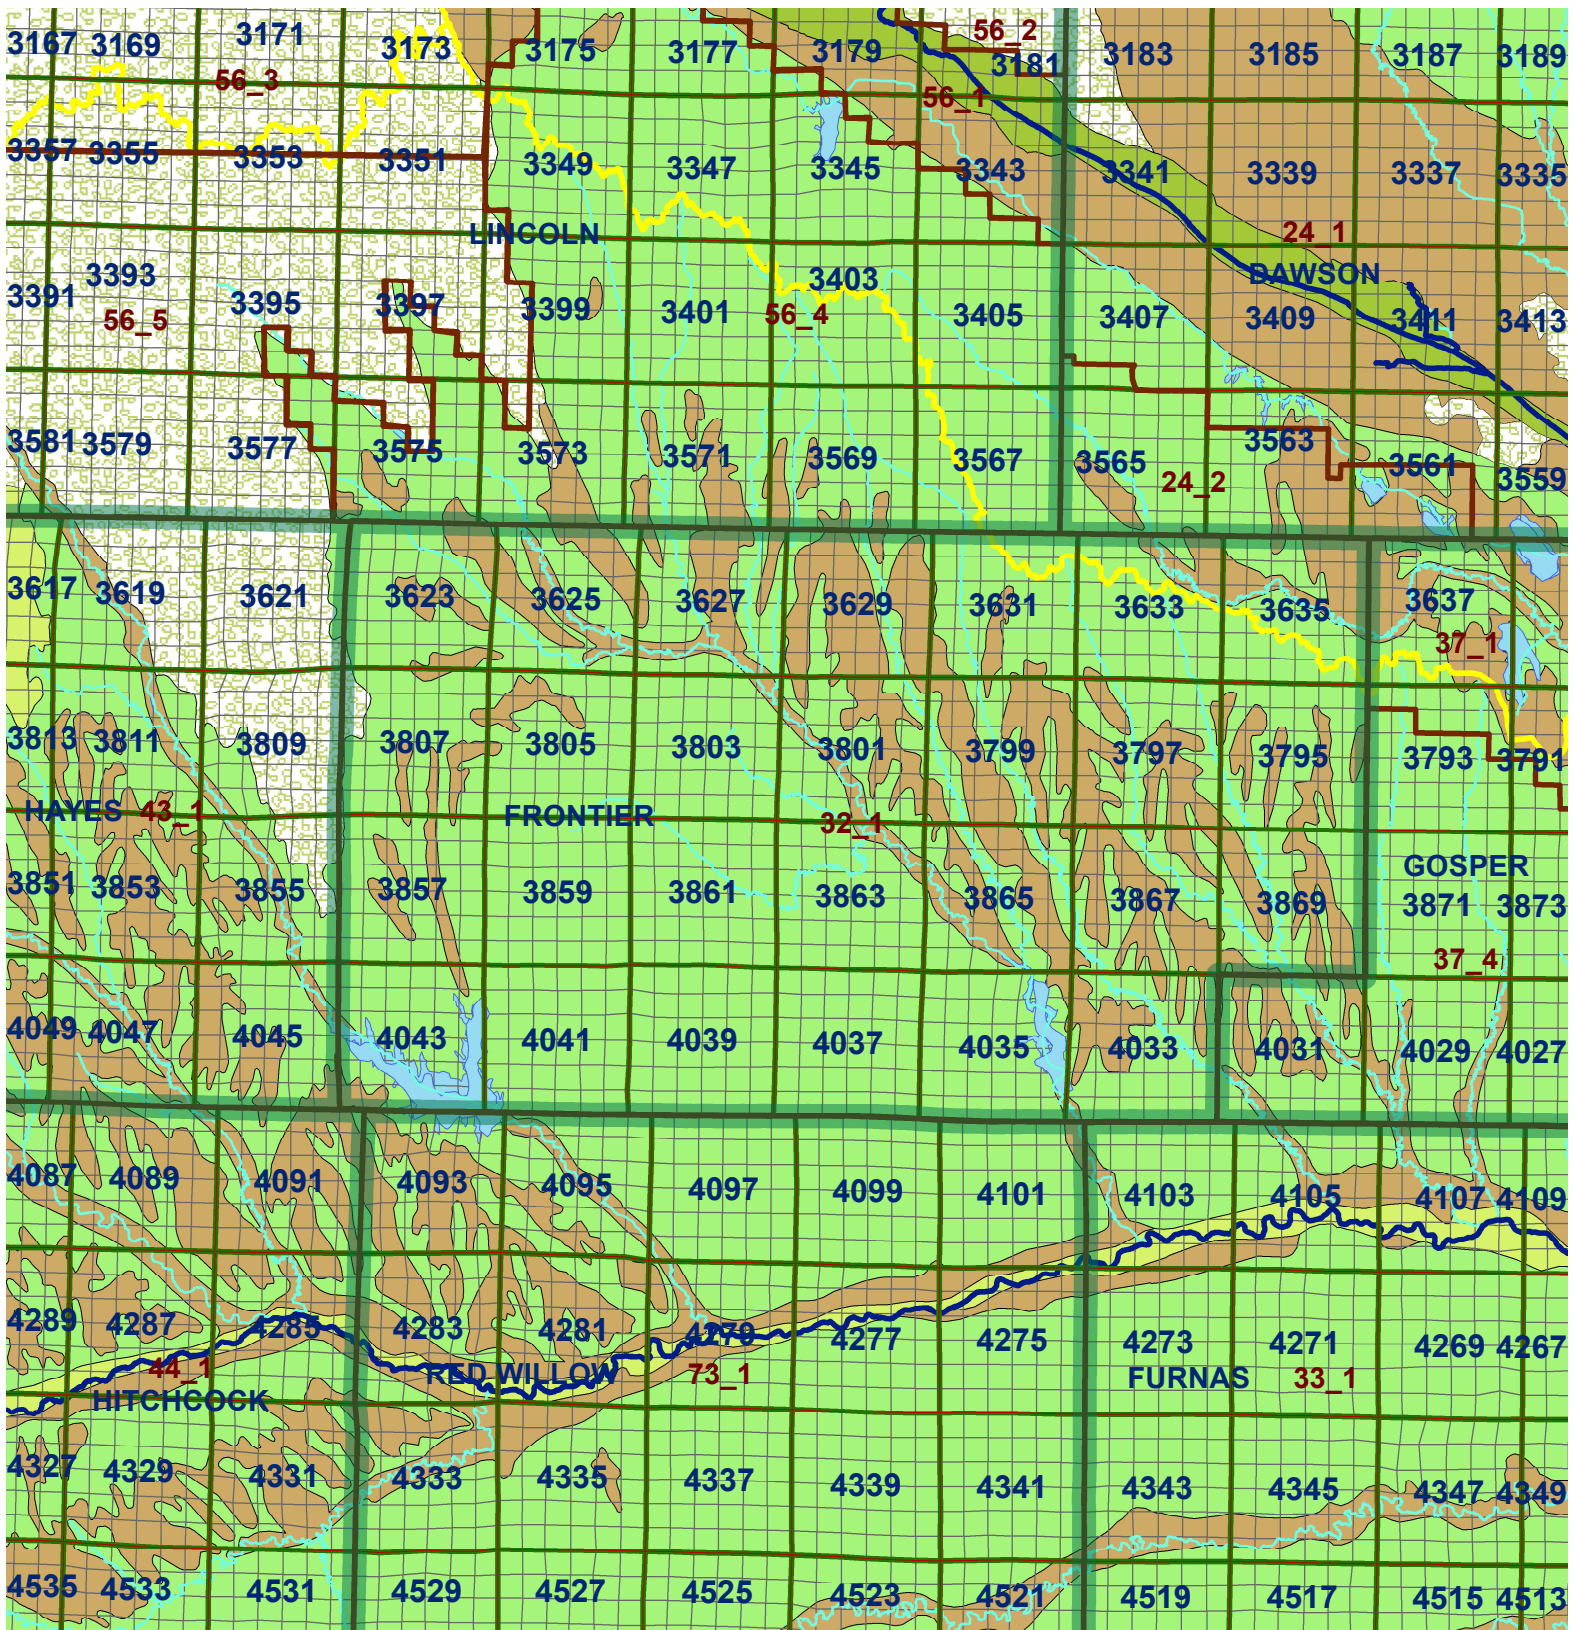 3167 3169 3171 3173 3175 3177 3179 56_2 3181 3183 3185 3187 3189
56_3 56_1
3357 3355 3353 3351 3349 3347 3345 3343 3341 3339 3337 3335
LINCOLN 24_1
DAWSON
3391 3393 3395 3397 3399 3401 3403 3405 3407 3409 3411 3413
56_5 56_4
3581 3579 3577 3575 3573 3571 3569 3567 3565 3563 3561 3559
24_2
3617 3619 3621 3623 3625 3627 3629 3631 3633 3635 3637
37_1
3813 3811 3809 3807 3805 3803 3801 3799 3797 3795 3793 3791
HAYES 43_1 FRONTIER 32_1
GOSPER
3851 3853 3855 3857 3859 3861 3863 3865 3867 3869 3871 3873
37_4
4049 4047 4045 4043 4041 4039 4037 4035 4033 4031 4029 4027
4087 4089 4091 4093 4095 4097 4099 4101 4103 4105 4107 4109
4289 4287 4285 4283 4281 4279 4277 4275 4273 4271 4269 4267
44_1 RED WILLOW 73_1 FURNAS 33_1
HITCHCOCK
4327 4329 4331 4333 4335 4337 4339 4341 4343 4345 4347 4349
4535 4533 4531 4529 4527 4525 4523 4521 4519 4517 4515 4513